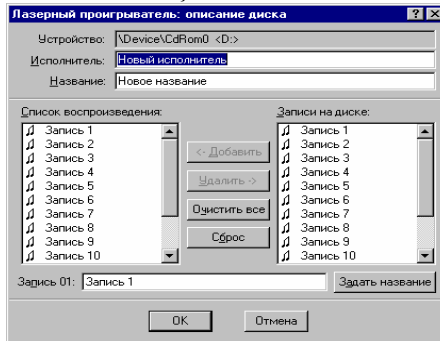 Лазерный проигрыватель: описание диска
Устройство: \Device\CdRom0 <D:>
Исполнитель: Новый исполнитель
Название: Новое название
Список воспроизведения: Записи на диске:
Запись 1 Запись 1
Запись 2 Запись 2
Запись 3 Запись 3
Запись 4 Запись 4
Запись 5 Запись 5
Запись 6 Запись 6
Запись 7 Запись 7
Запись 8 Запись 8
Запись 9 Запись 9
Запись 10 Запись 10
<- Добавить
Удалить ->
Очистить все
Сброс
Запись 01: Запись 1 Задать название
OK Отмена